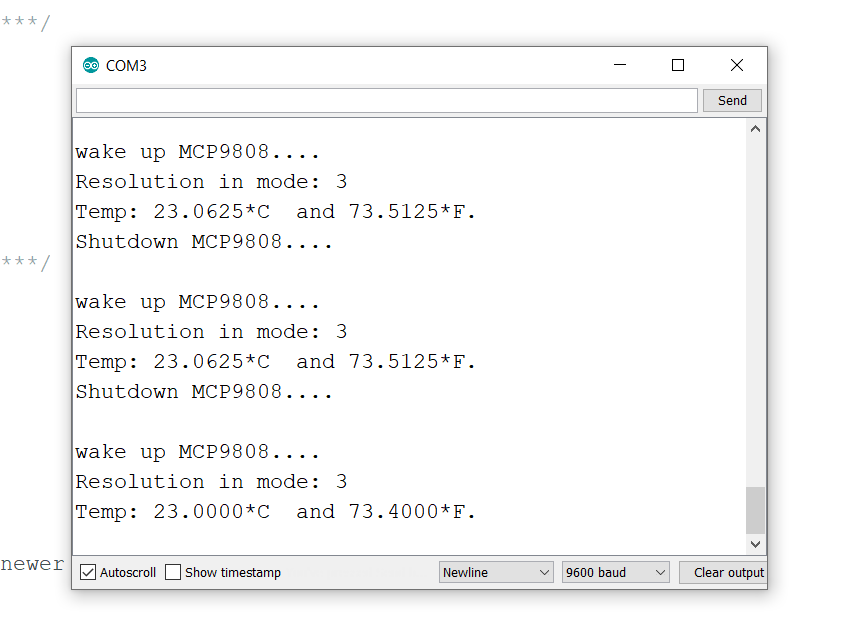 ***/
COM3
Send
wake up MCP9808....
Resolution in mode: 3
Temp: 23.0625*C  and 73.5125*F.
Shutdown MCP9808....
***/
wake up MCP9808....
Resolution in mode: 3
Temp: 23.0625*C  and 73.5125*F.
Shutdown MCP9808....
wake up MCP9808....
Resolution in mode: 3
Temp: 23.0000*C  and 73.4000*F.
newer
Autoscroll Show timestamp Newline 9600 baud Clear output